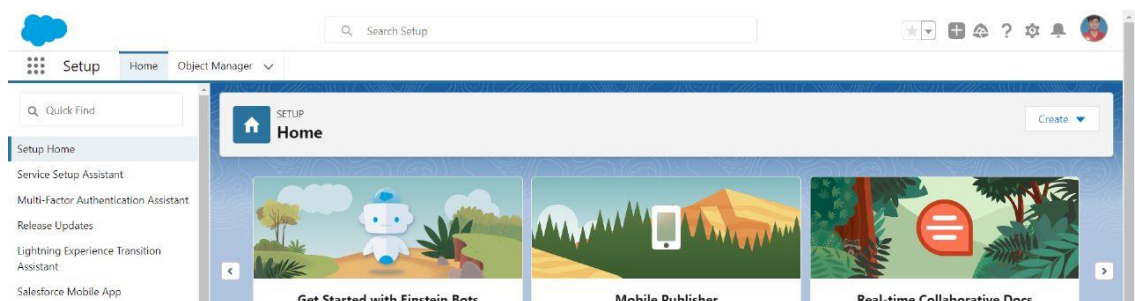 Search Setup
Setup Home Object Manager
Quick Find
SETUP
Home
Create
Setup Home
Service Setup Assistant
Multi-Factor Authentication Assistant
Release Updates
Lightning Experience Transition
Assistant
Salesforce Mobile App
Get Started with Einstein Bots
Mobile Publisher
Real-time Collaborative Docs